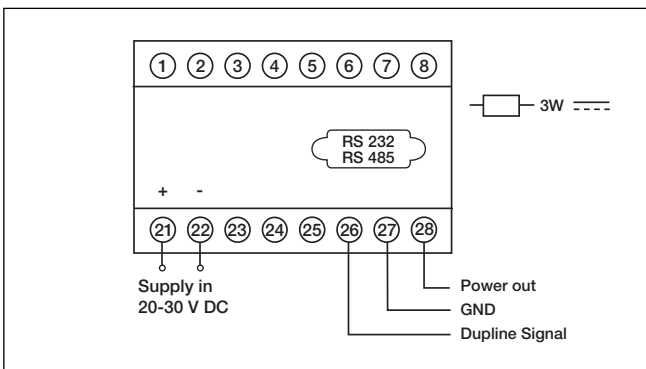 1 2 3 4 5 6 7 8
3W
RS 232
RS 485
+ -
21 22 23 24 25 26 27 28
Supply in
20-30 V DC
Power out
GND
Dupline Signal